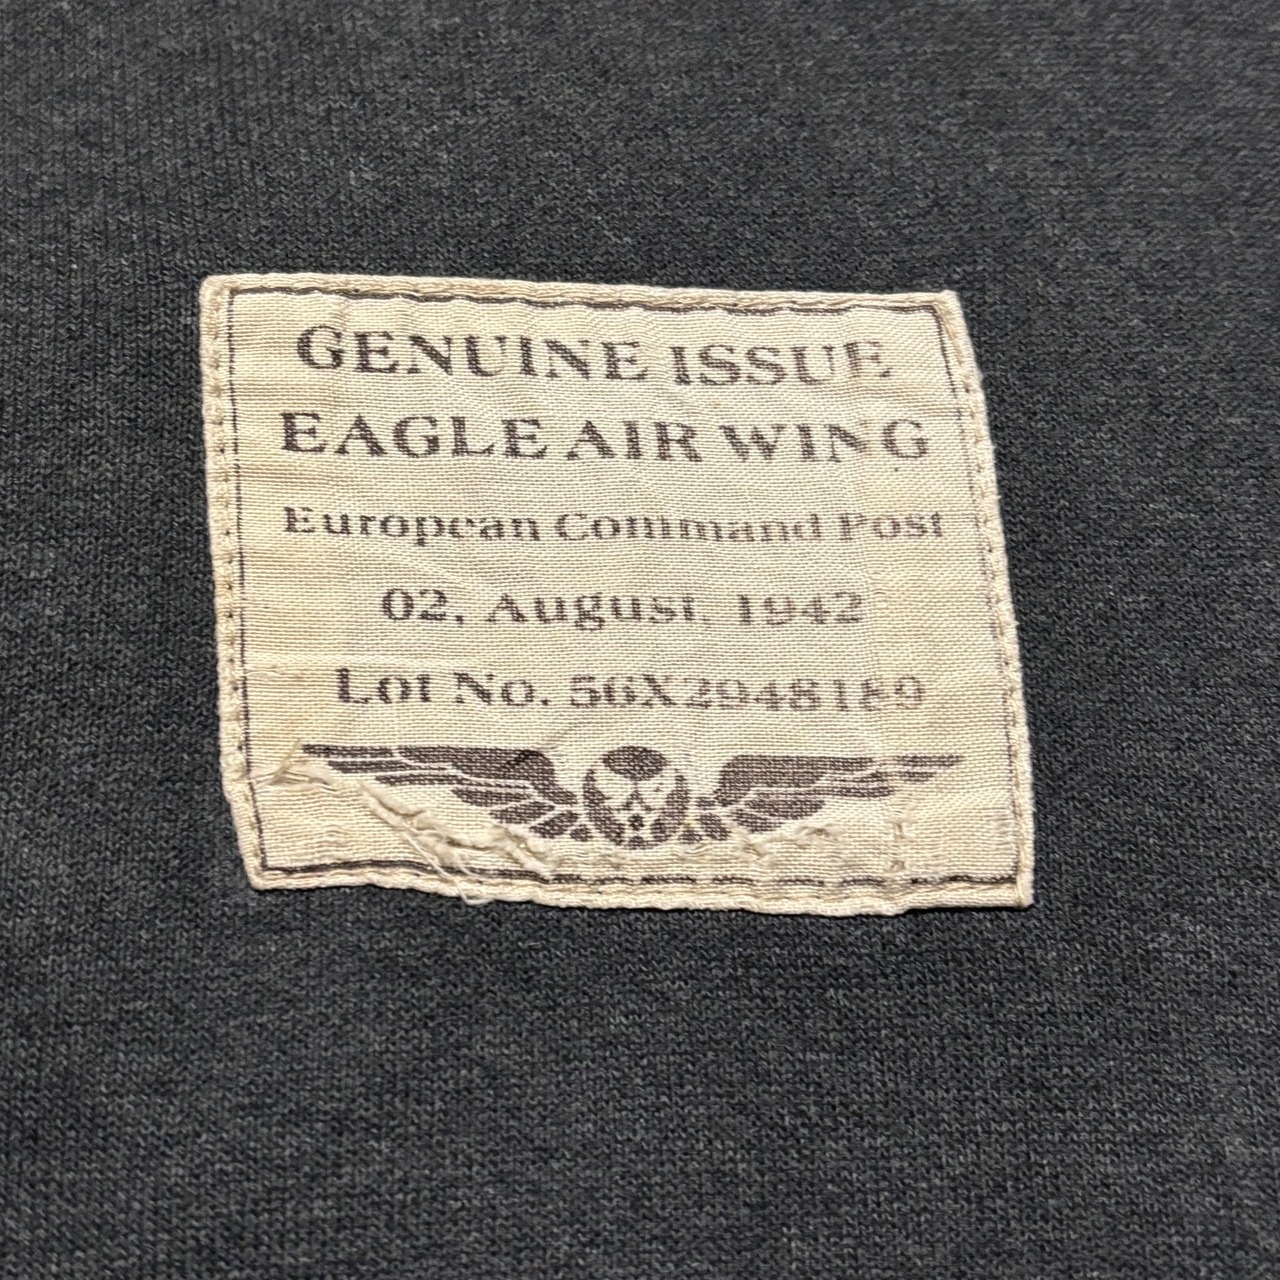 GENUINE ISSUE
EAGLE AIR WING
European Command Post
02, August, 1942
Lot No. 56X2948189